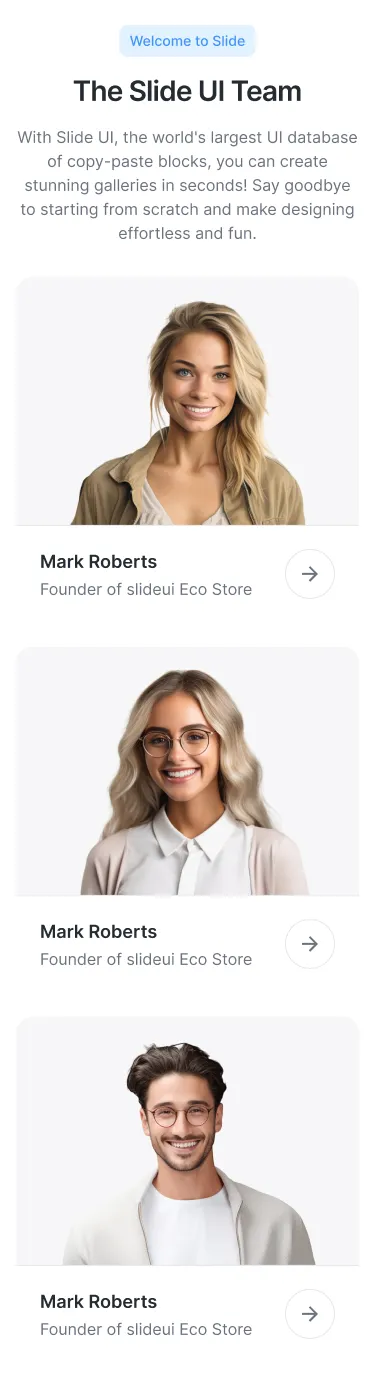 Welcome to Slide
The Slide UI Team
With Slide UI, the world's largest UI database
of copy-paste blocks, you can create
stunning galleries in seconds! Say goodbye
to starting from scratch and make designing
effortless and fun.
Mark Roberts
Founder of slideui Eco Store
Mark Roberts
Founder of slideui Eco Store
Mark Roberts
Founder of slideui Eco Store